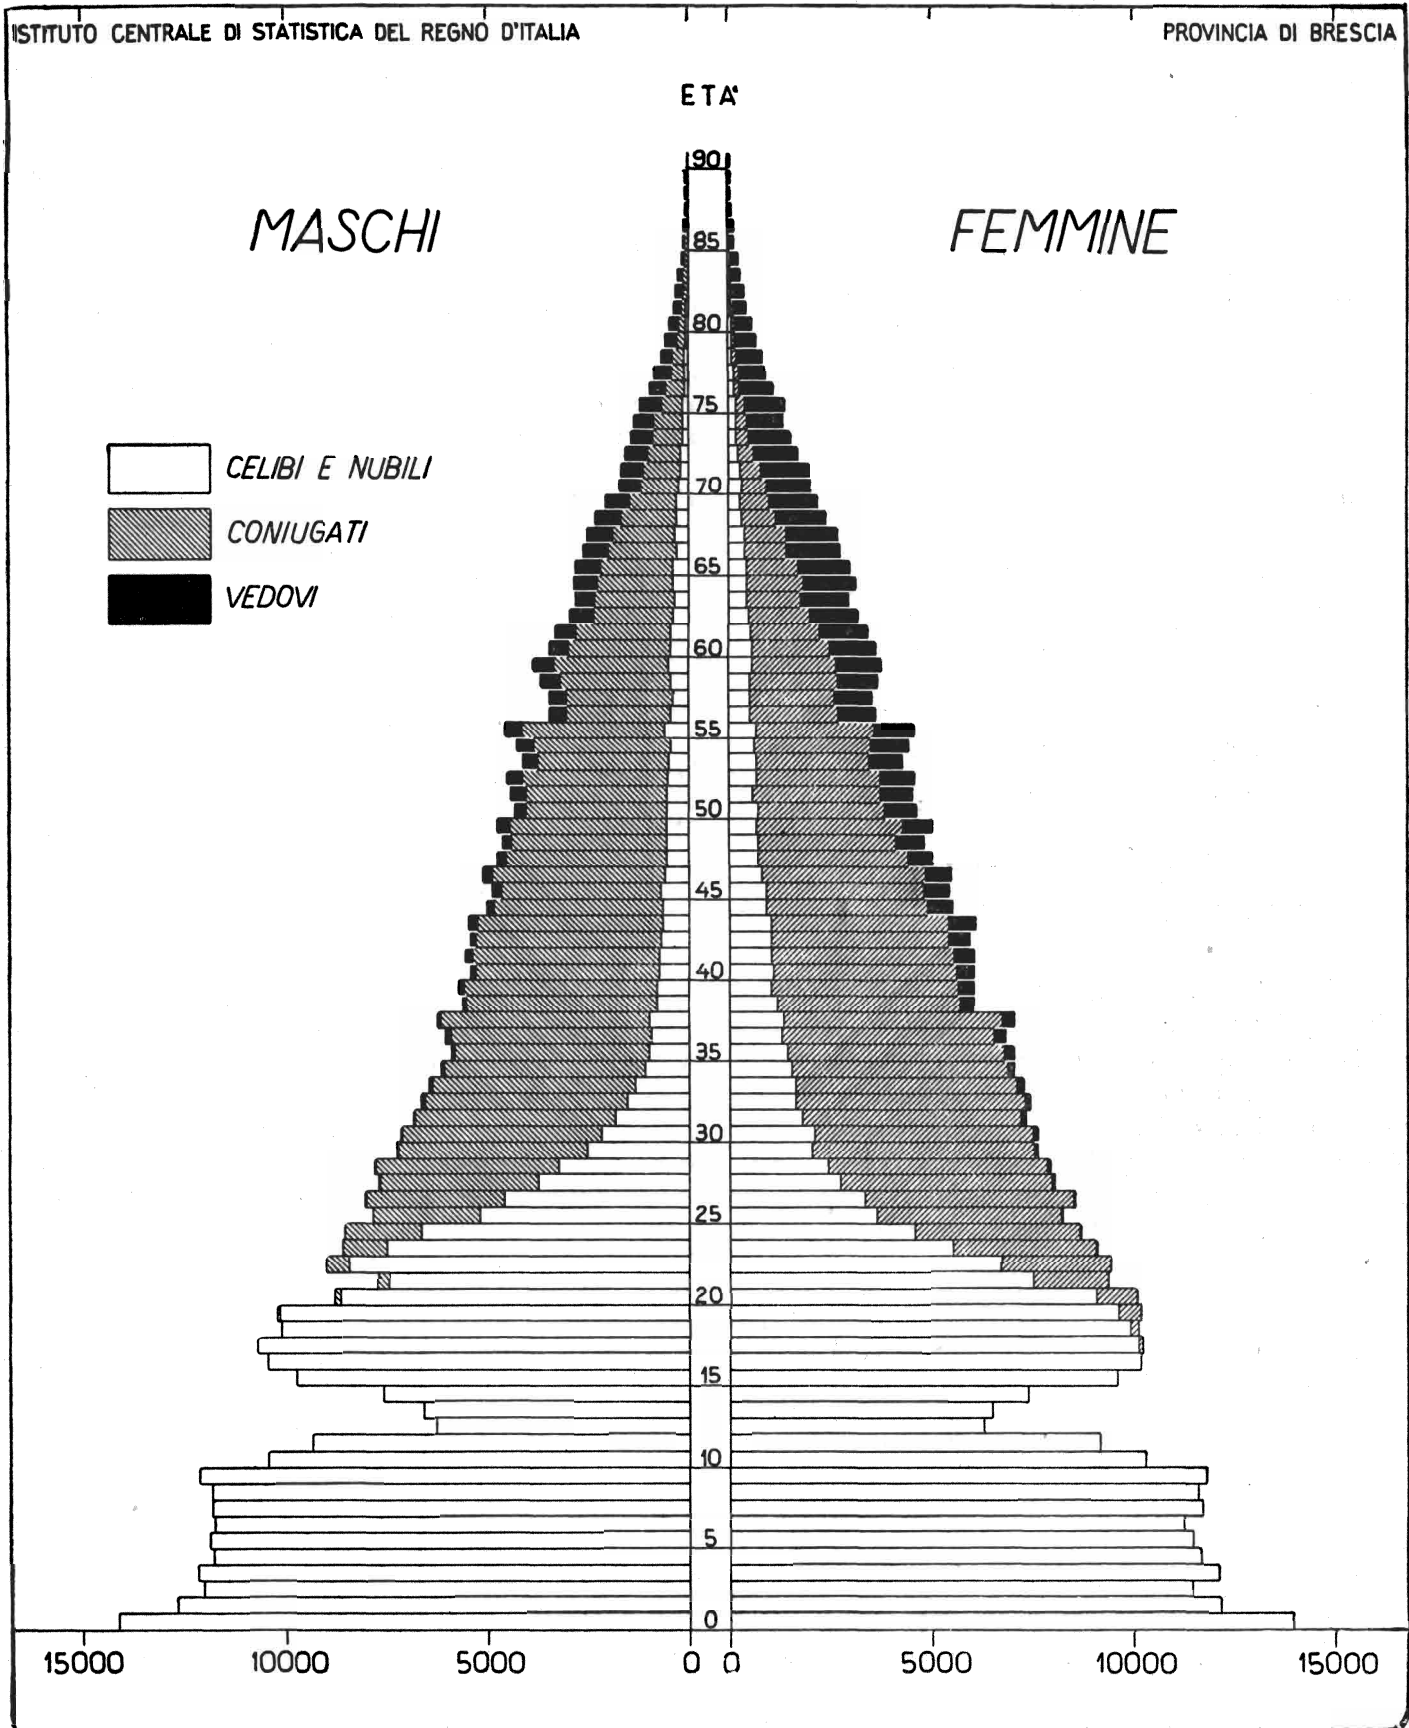 ISTITUTO CENTRALE DI STATISTICA DEL REGNO D'ITALIA
PROVINCIA DI BRESCIA
ETA'
MASCHI
FEMMINE
90
85
80
75
70
65
60
55
50
45
40
35
30
25
20
15
10
5
0
CELIBI E NUBILI
CONIUGATI
VEDOVI
15000 10000 5000 0 0 5000 10000 15000